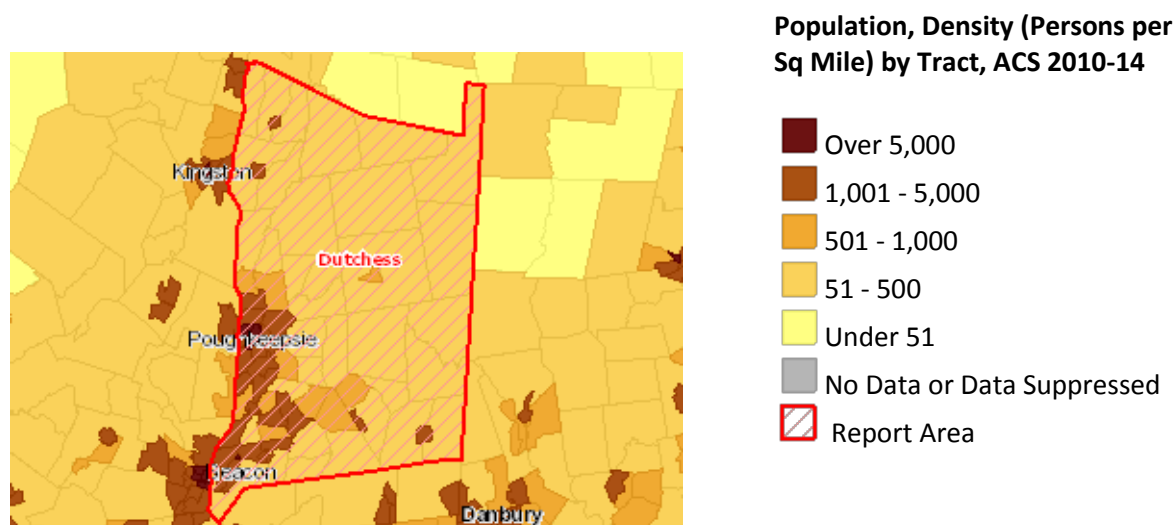 Population, Density (Persons per
Sq Mile) by Tract, ACS 2010-14
Over 5,000
1,001 - 5,000
501 - 1,000
51 - 500
Under 51
No Data or Data Suppressed
Report Area
Kingston
Dutchess
Poughkeepsie
Beacon
Danbury